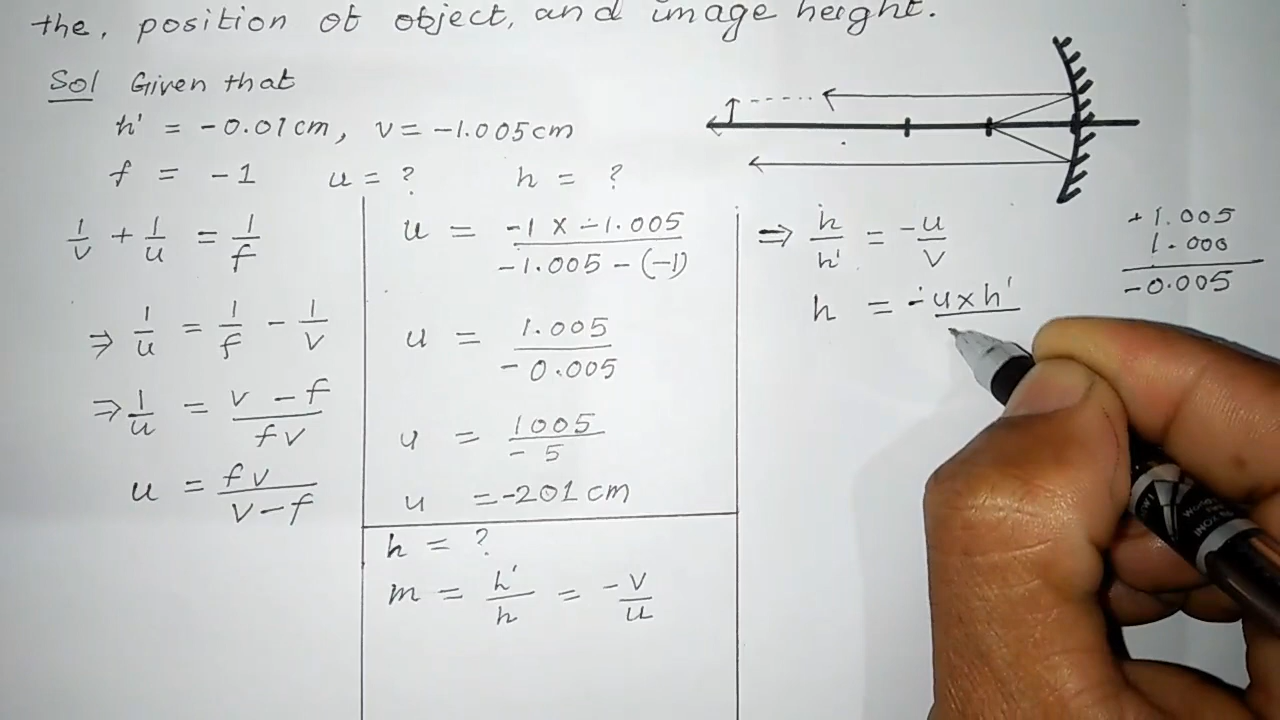 the, position of object, and image height.
Sol Given that
h' = -0.01cm, v = -1.005cm
f = -1 u = ? h = ?
1/v + 1/u = 1/f
⇒ 1/u = 1/f - 1/v
⇒ 1/u = v - f / fv
u = fv / v-f
u = -1 x -1.005 / -1.005 - (-1)
u = 1.005 / -0.005
u = 1005 / -5
u = -201 cm
h = ?
m = h'/h = -v/u
⇒ h/h' = -u/v
h = -u x h'
+1.005
1.000
-0.005